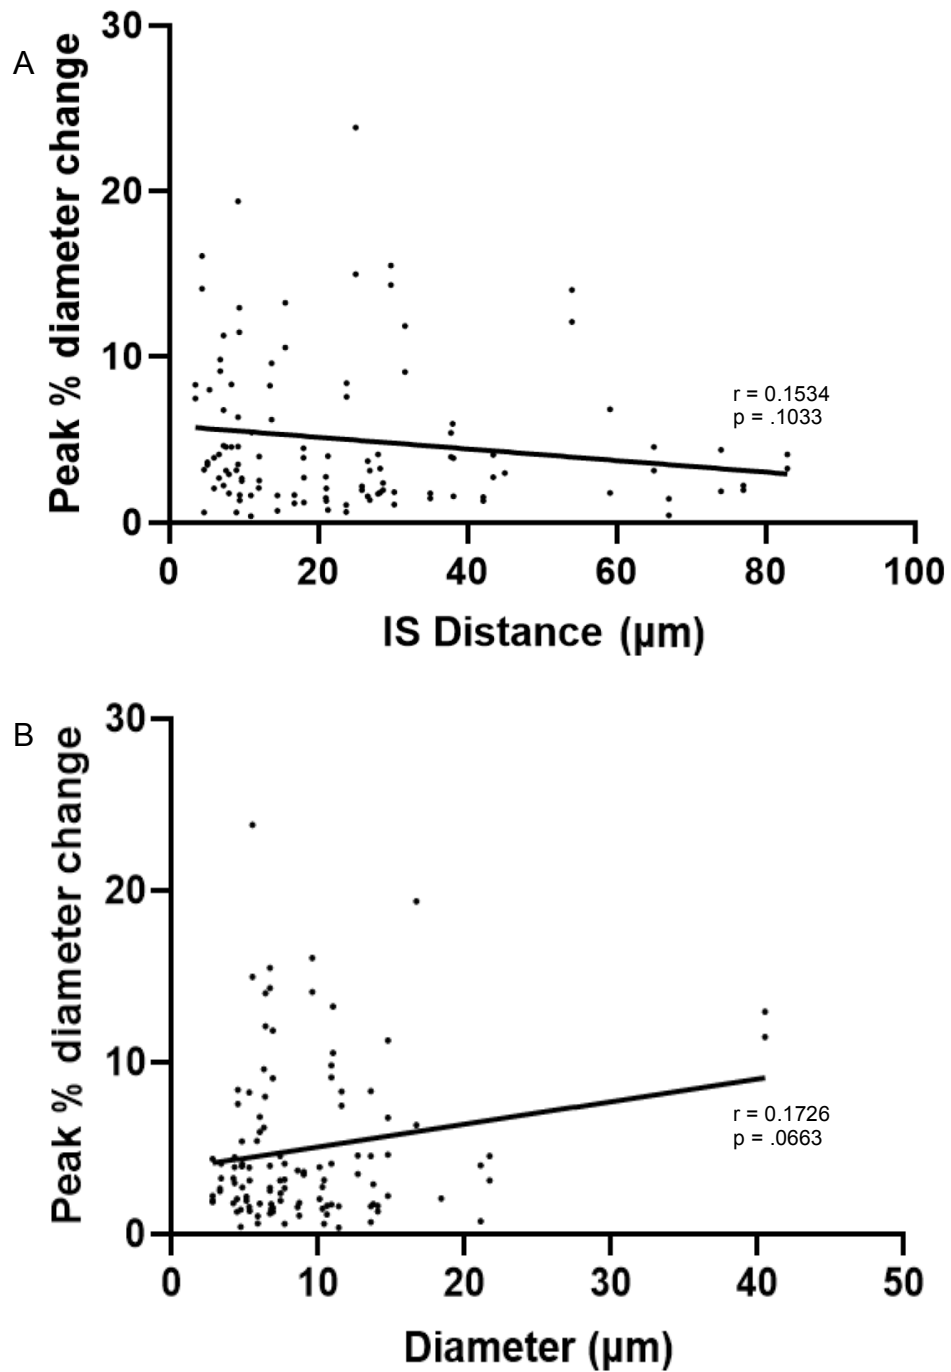 A
Peak % diameter change
30
20
10
0
r = 0.1534
p = .1033
0 20 40 60 80 100
IS Distance (µm)
B
Peak % diameter change
30
20
10
0
r = 0.1726
p = .0663
0 10 20 30 40 50
Diameter (µm)